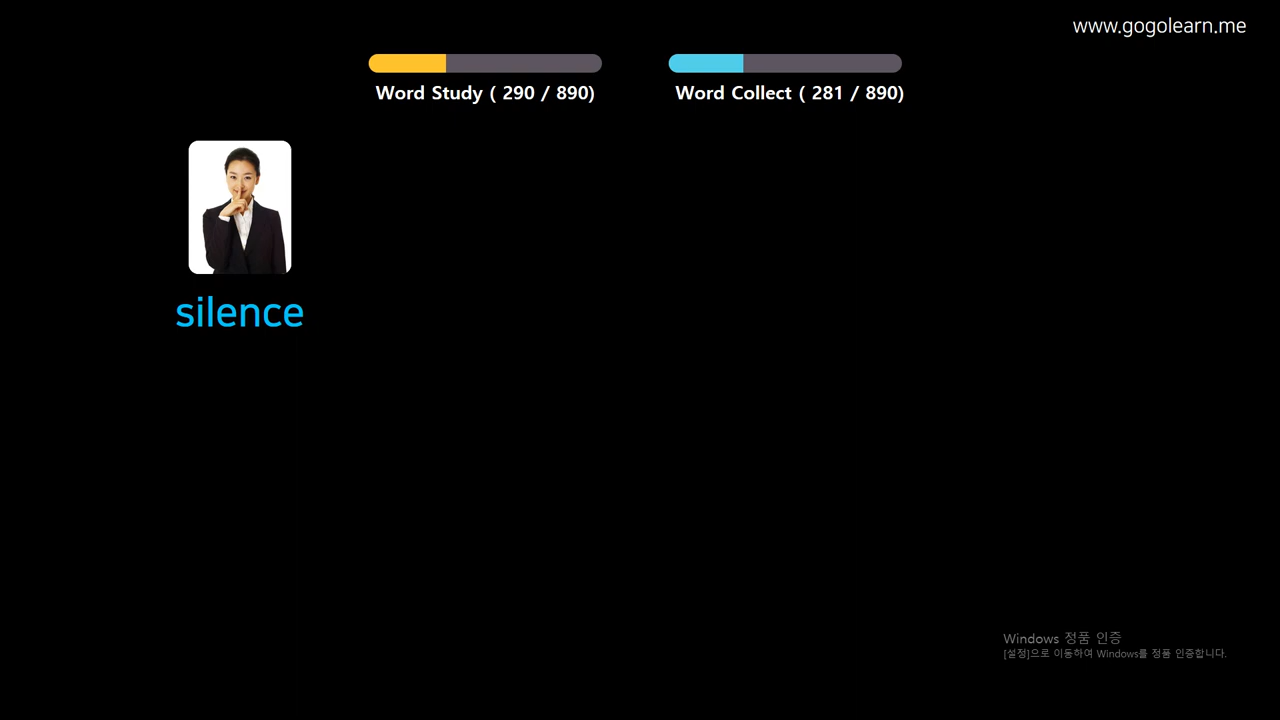 www.gogolearn.me
Word Study ( 290 / 890)
Word Collect ( 281 / 890)
silence
Windows 정품 인증
[설정]으로 이동하여 Windows를 정품 인증합니다.